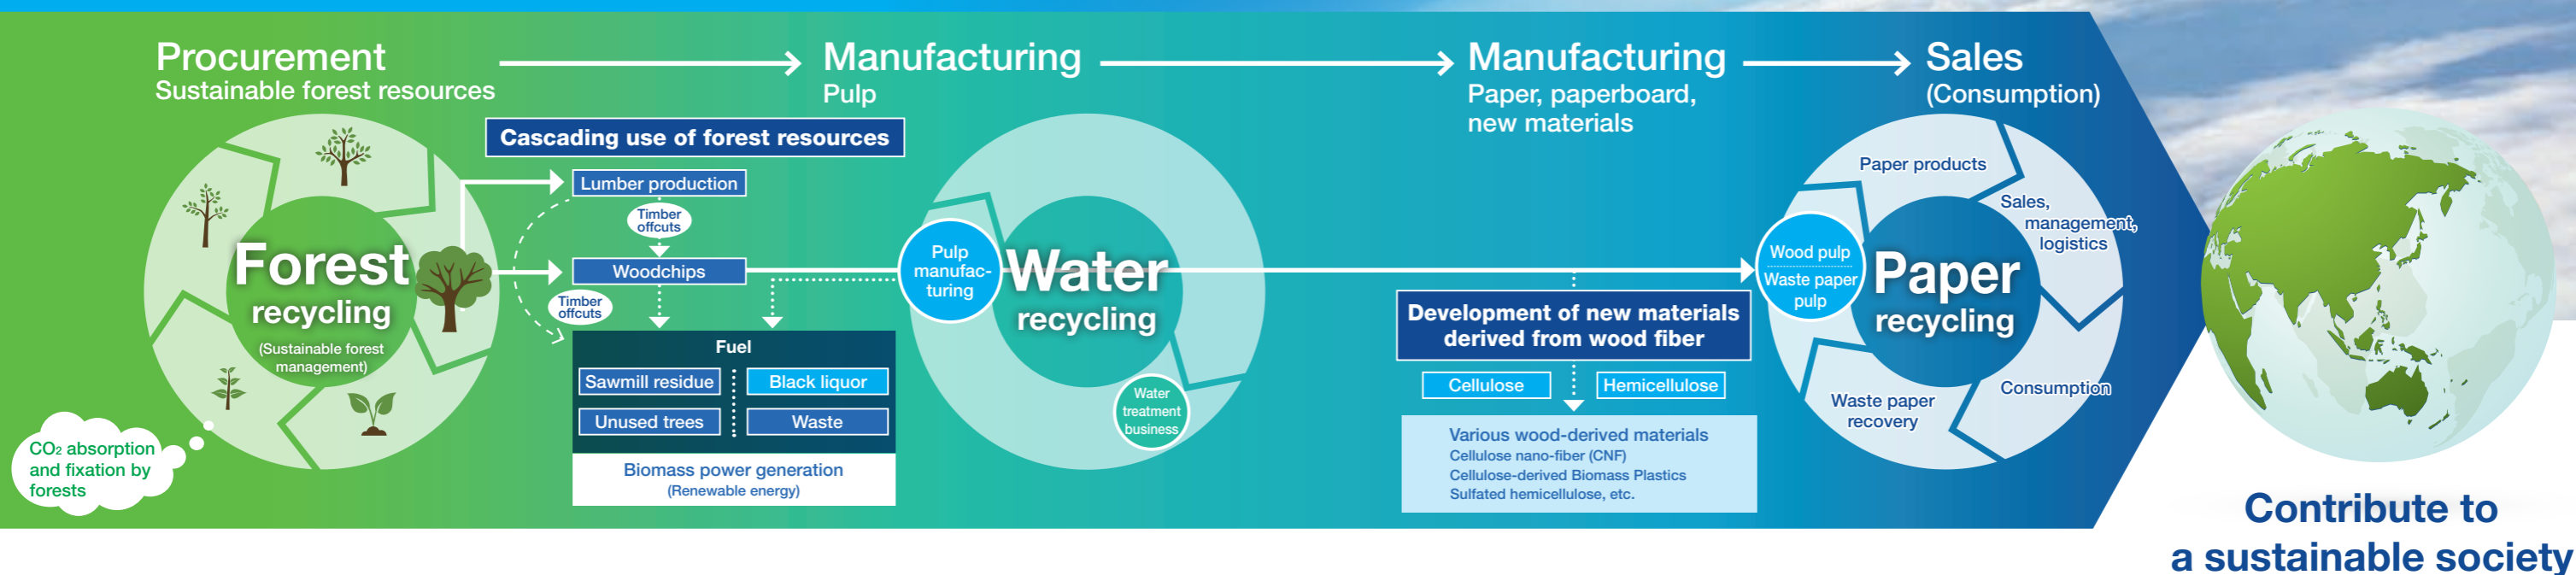 Procurement
Sustainable forest resources
Manufacturing
Pulp
Manufacturing
Paper, paperboard,
new materials
Sales
(Consumption)
Forest
recycling
(Sustainable forest
management)
CO2 absorption
and fixation by
forests
Cascading use of forest resources
Lumber production
Timber
offcuts
Woodchips
Timber
offcuts
Fuel
Sawmill residue
Black liquor
Unused trees
Waste
Biomass power generation
(Renewable energy)
Pulp
manufac-
turing
Water
recycling
Water
treatment
business
Development of new materials
derived from wood fiber
Cellulose
Hemicellulose
Various wood-derived materials
Cellulose nano-fiber (CNF)
Cellulose-derived Biomass Plastics
Sulfated hemicellulose, etc.
Wood pulp
Waste paper
pulp
Paper
recycling
Paper products
Sales,
management,
logistics
Consumption
Waste paper
recovery
Contribute to
a sustainable society